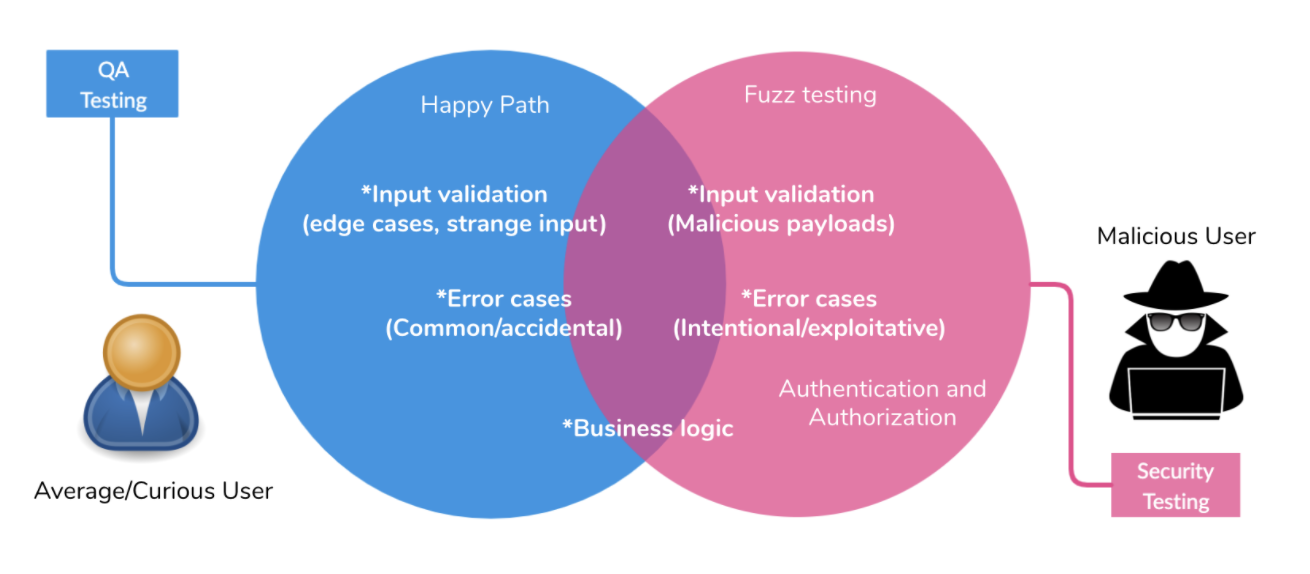 QA
Testing
Happy Path
Fuzz testing
*Input validation
(edge cases, strange input)
*Input validation
(Malicious payloads)
Malicious User
*Error cases
(Common/accidental)
*Error cases
(Intentional/exploitative)
Authentication and
Authorization
*Business logic
Average/Curious User
Security
Testing